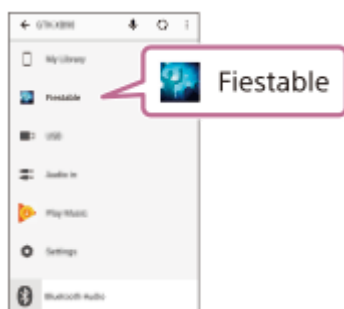 GTK-XB90
My Library
Fiestable
Fiestable
USB
Audio in
Play Music
Settings
Bluetooth Audio